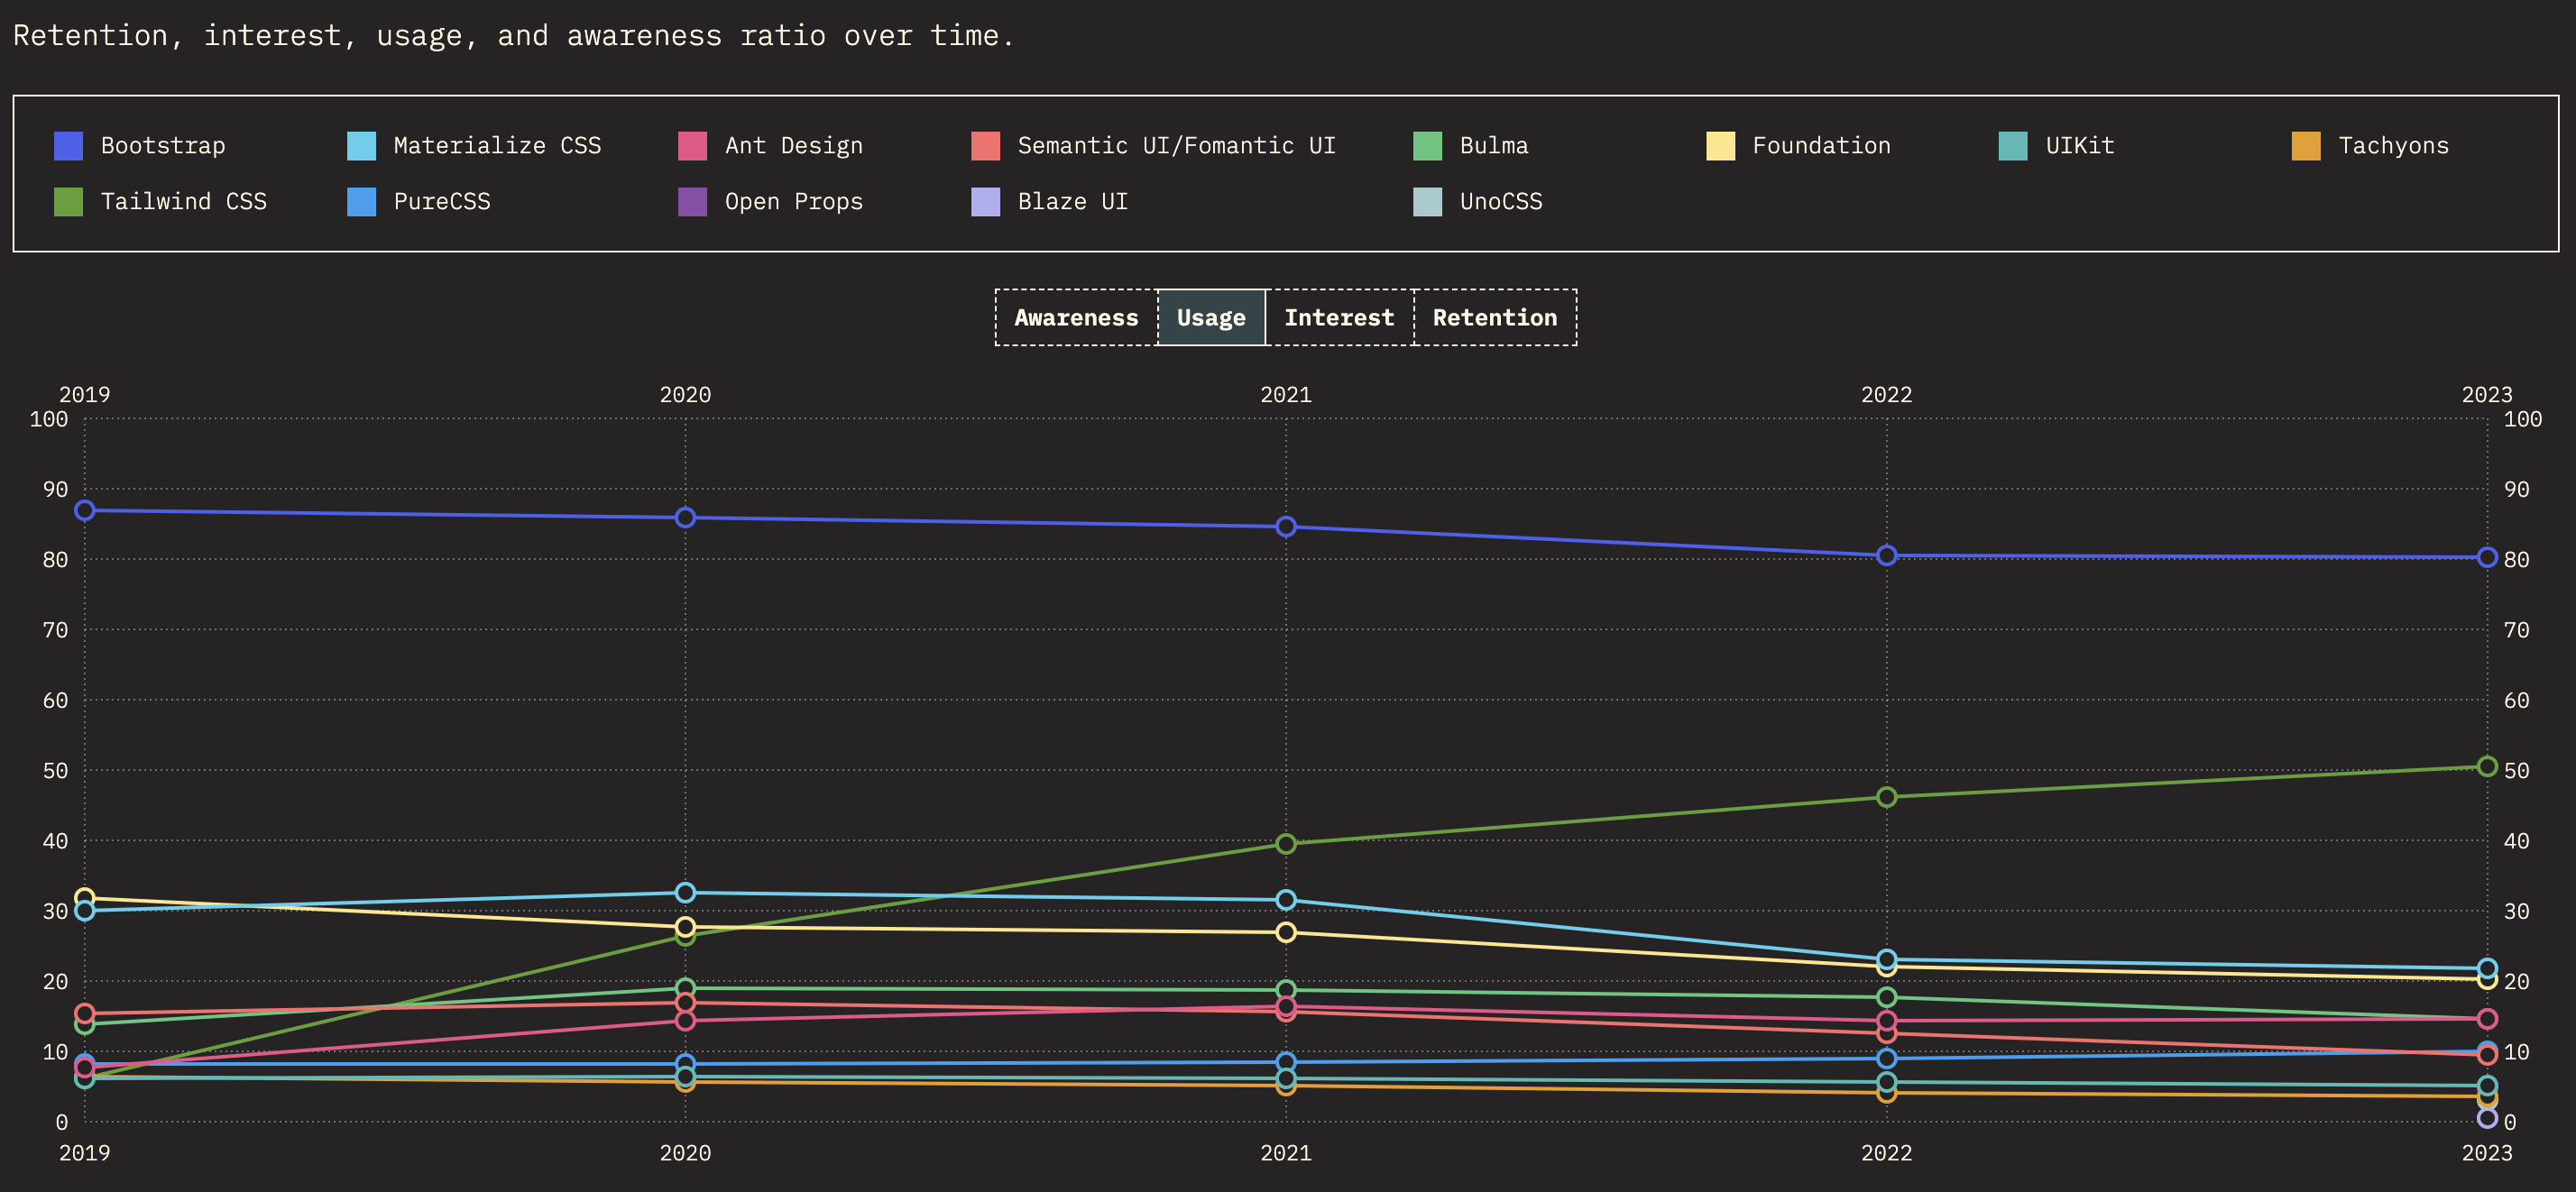 Retention, interest, usage, and awareness ratio over time.
Bootstrap Materialize CSS Ant Design Semantic UI/Fomantic UI Bulma Foundation UIKit Tachyons
Tailwind CSS PureCSS Open Props Blaze UI UnoCSS
Awareness Usage Interest Retention
2019 2020 2021 2022 2023
100 100
90 90
80 80
70 70
60 60
50 50
40 40
30 30
20 20
10 10
0 0
2019 2020 2021 2022 2023